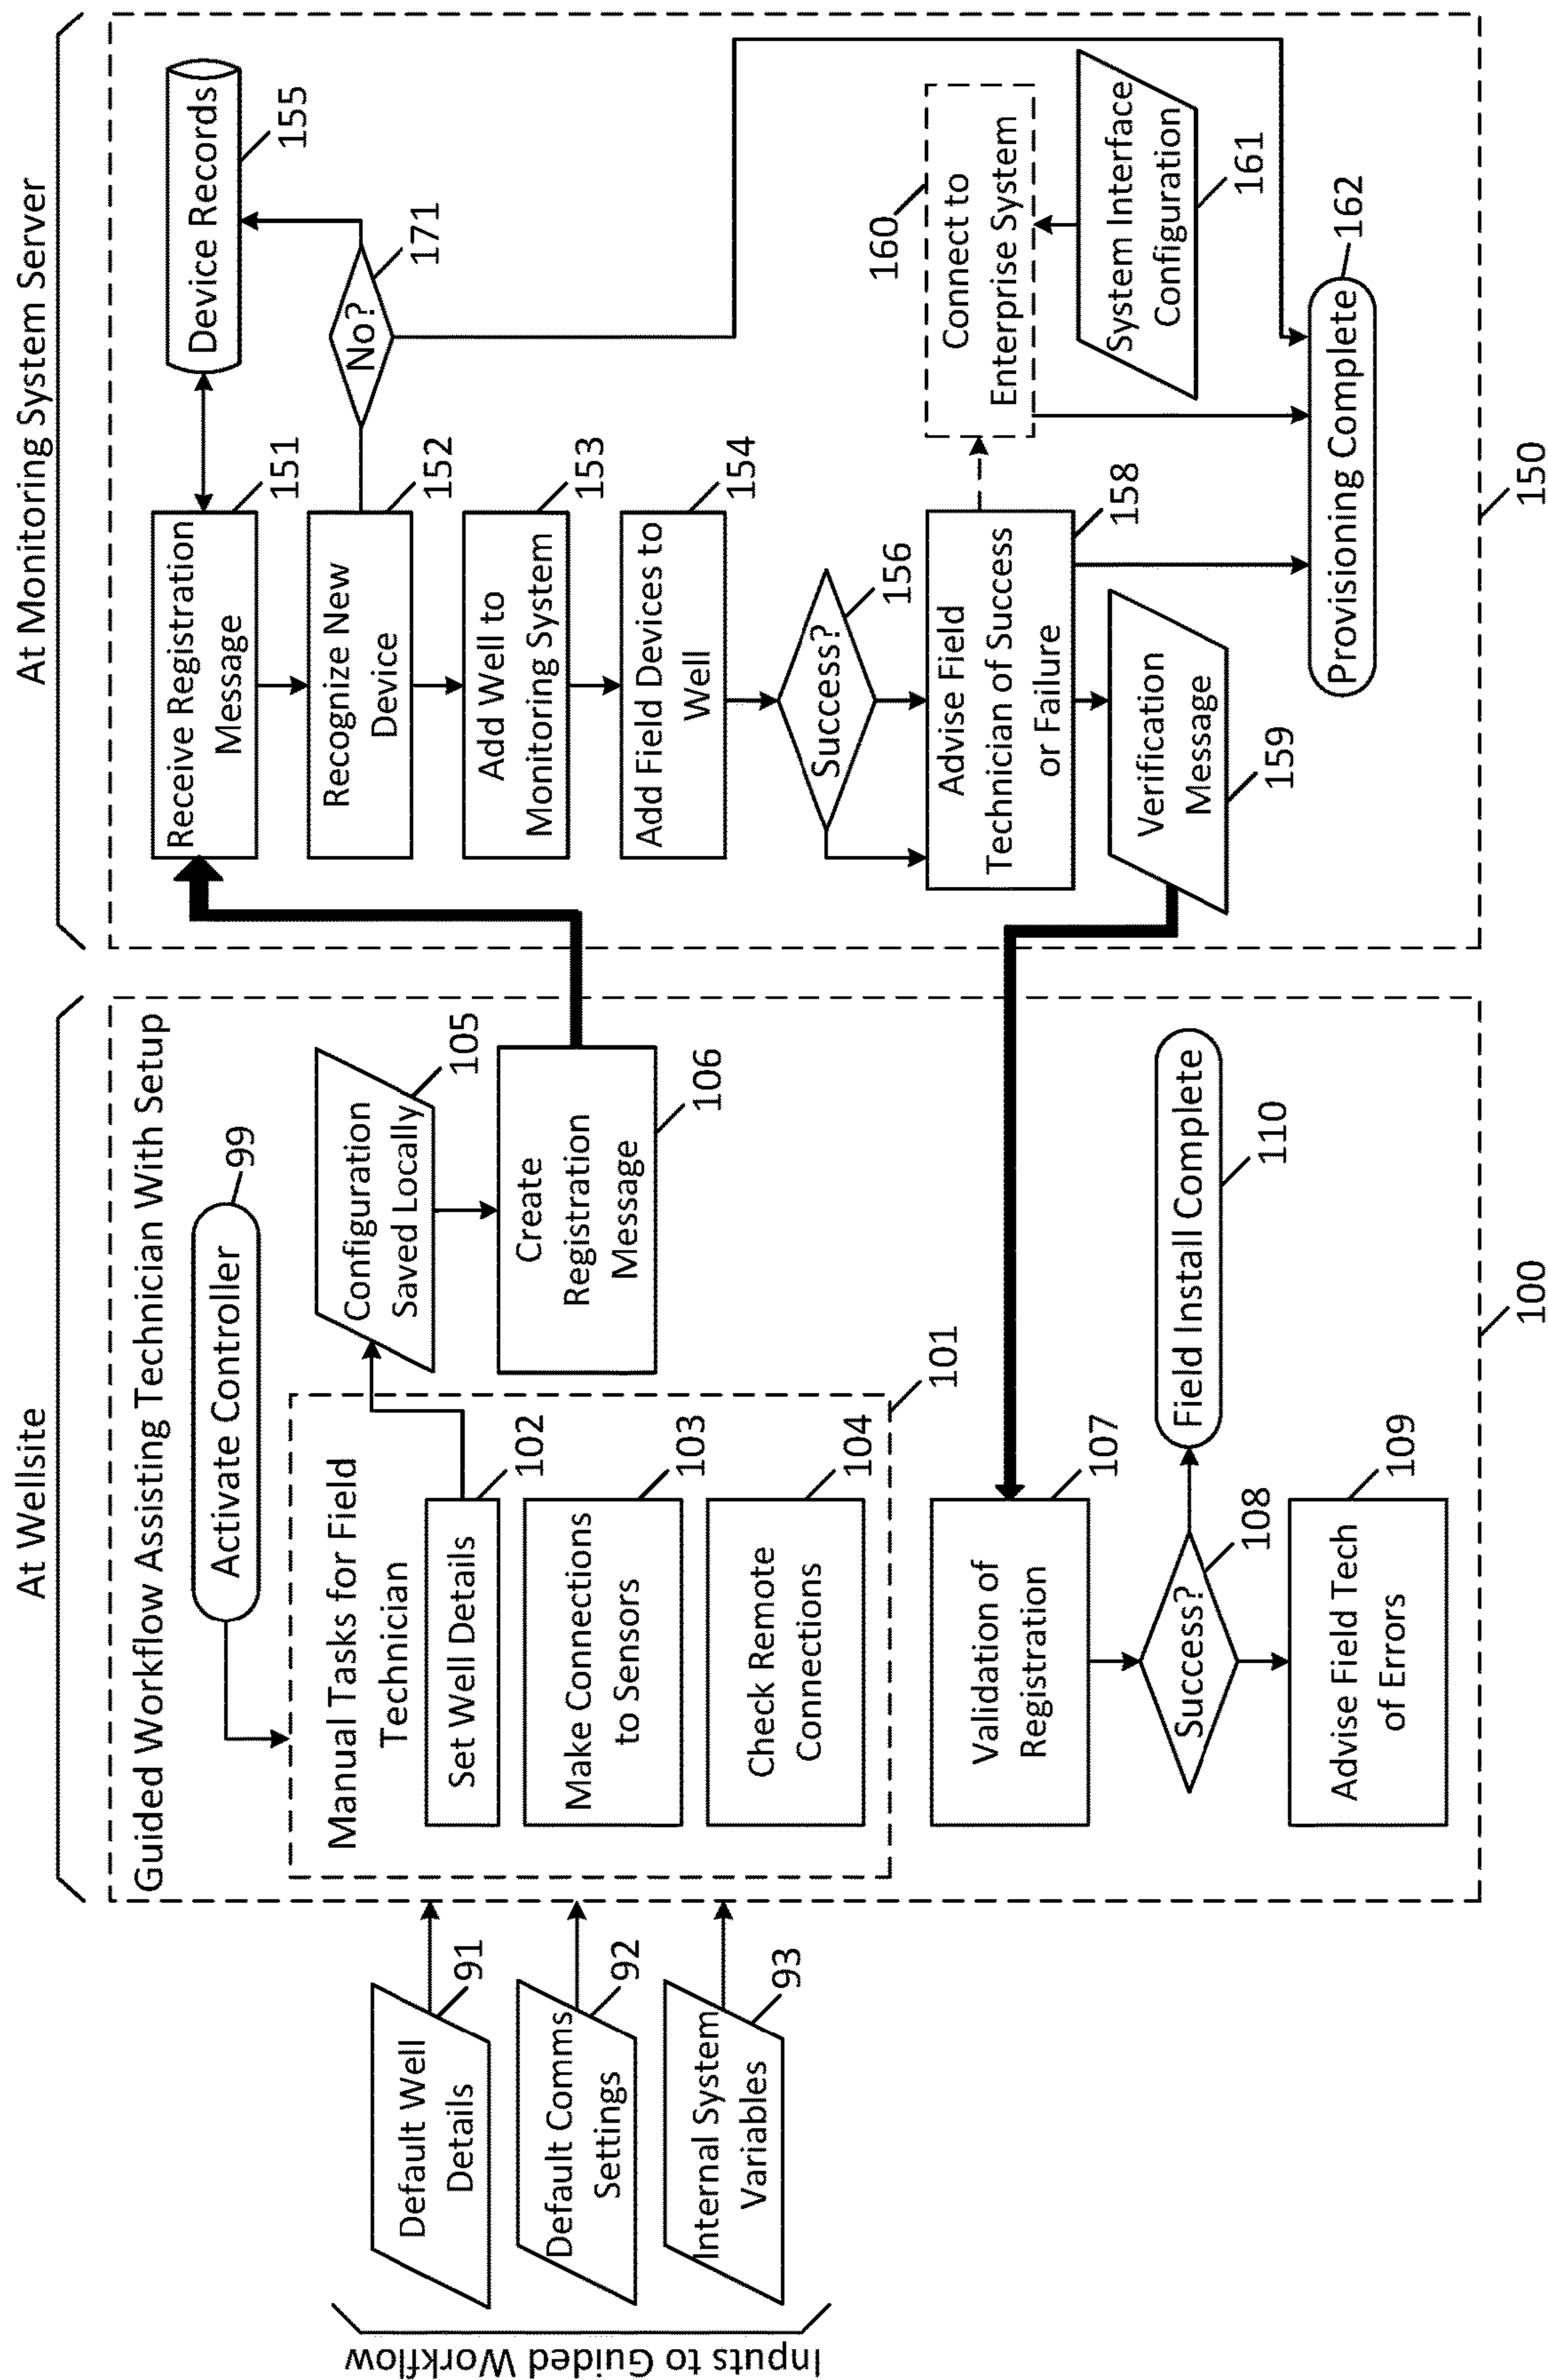 At Wellsite
At Monitoring System Server
Inputs to Guided Workflow
Default Well
Details
91
Default Comms
Settings
92
Internal System
Variables
93
Guided Workflow Assisting Technician With Setup
Activate Controller
99
Manual Tasks for Field
Technician
Set Well Details
102
Make Connections
to Sensors
103
Check Remote
Connections
104
101
Configuration
Saved Locally
105
Create
Registration
Message
106
Validation of
Registration
107
Success?
108
Advise Field Tech
of Errors
109
Field Install Complete
110
100
Receive Registration
Message
151
Device Records
155
Recognize New
Device
152
No?
171
Add Well to
Monitoring System
153
Add Field Devices to
Well
154
Success?
156
Advise Field
Technician of Success
or Failure
158
Verification
Message
159
Connect to
Enterprise System
160
System Interface
Configuration
161
Provisioning Complete
162
150